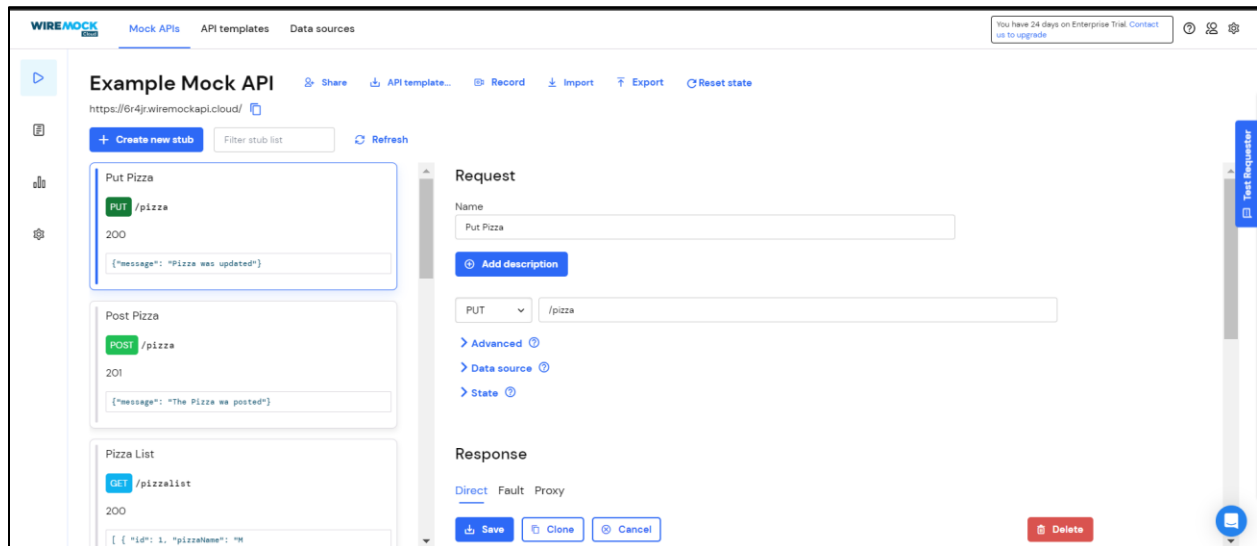 WIREMOCK
Cloud
Mock APIs API templates Data sources
You have 24 days on Enterprise Trial. Contact
us to upgrade
Example Mock API Share API template... Record Import Export Reset state
https://6r4jr.wiremockapi.cloud/
+ Create new stub Filter stub list Refresh
Put Pizza
PUT /pizza
200
{"message": "Pizza was updated"}
Post Pizza
POST /pizza
201
{"message": "The Pizza wa posted"}
Pizza List
GET /pizzalist
200
[ { "id": 1, "pizzaName": "M
Request
Name
Put Pizza
Add description
PUT /pizza
Advanced
Data source
State
Response
Direct Fault Proxy
Save Clone Cancel Delete
Test Requester